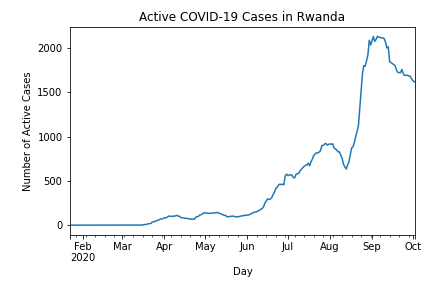 Active COVID-19 Cases in Rwanda
Number of Active Cases
2000
1500
1000
500
0
Feb Mar Apr May Jun Jul Aug Sep Oct
2020
Day